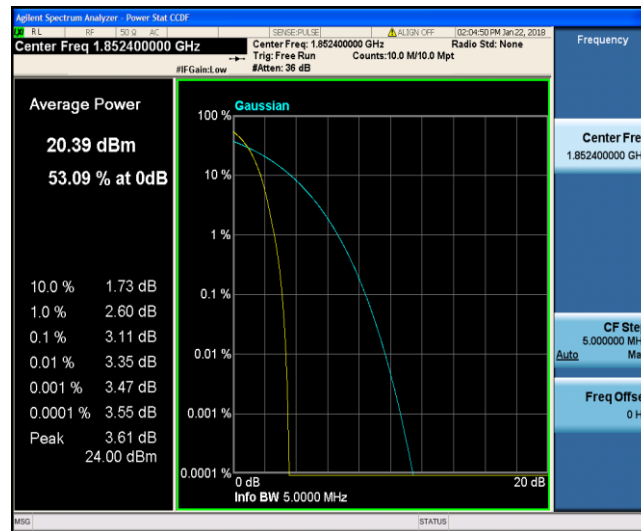 Agilent Spectrum Analyzer - Power Stat CCDF
RL RF 50 Ω AC SENSE:PULSE ALIGN OFF 02:04:50 PM Jan 22, 2018
Center Freq 1.852400000 GHz
Center Freq: 1.852400000 GHz Radio Std: None
Trig: Free Run Counts:10.0 M/10.0 Mpt
#IFGain:Low #Atten: 36 dB
Frequency
Center Fre
1.852400000 GH
CF Ste
5.000000 MH
Auto Ma
Freq Offse
0 H
Average Power
20.39 dBm
53.09 % at 0dB
10.0 % 1.73 dB
1.0 % 2.60 dB
0.1 % 3.11 dB
0.01 % 3.35 dB
0.001 % 3.47 dB
0.0001 % 3.55 dB
Peak 3.61 dB
24.00 dBm
Gaussian
100 %
10 %
1 %
0.1 %
0.01 %
0.001 %
0.0001 %
0 dB 20 dB
Info BW 5.0000 MHz
MSG STATUS